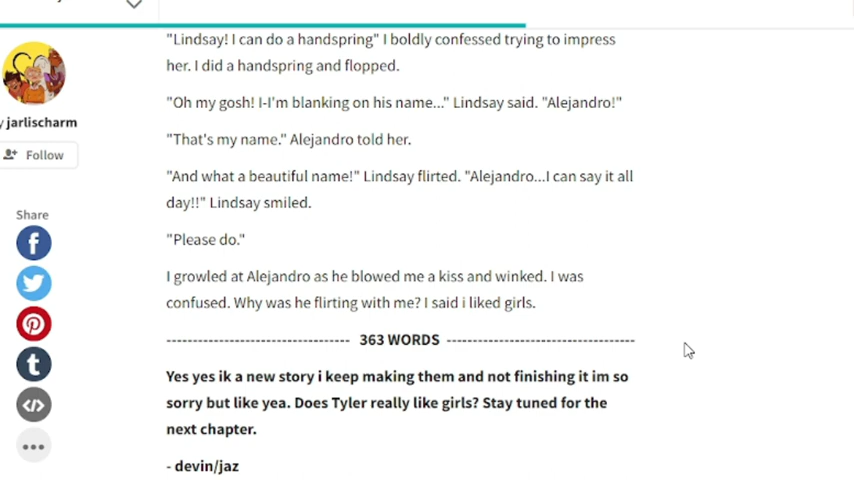 "Lindsay! I can do a handspring" I boldly confessed trying to impress
her. I did a handspring and flopped.
"Oh my gosh! I-I'm blanking on his name..." Lindsay said. "Alejandro!"
y jarlischarm
"That's my name." Alejandro told her.
Follow
"And what a beautiful name!" Lindsay flirted. "Alejandro...I can say it all
day!!" Lindsay smiled.
Share
"Please do."
I growled at Alejandro as he blowed me a kiss and winked. I was
confused. Why was he flirting with me? I said i liked girls.
---------------------------------- 363 WORDS -----------------------------------
Yes yes ik a new story i keep making them and not finishing it im so
sorry but like yea. Does Tyler really like girls? Stay tuned for the
next chapter.
- devin/jaz